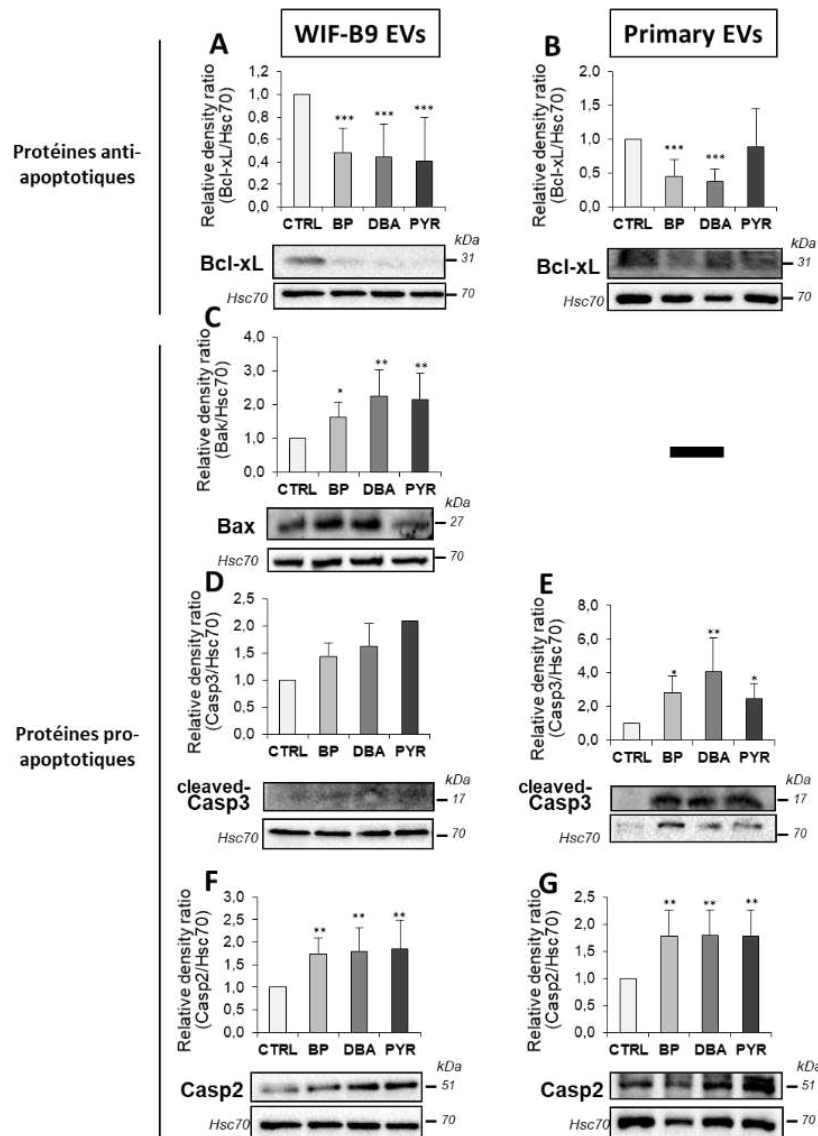 WIF-B9 EVs
Primary EVs
Protéines anti-
apoptotiques
A
Relative density ratio
(Bcl-xL/Hsc70)
1,2
1,0
0,8
0,6
0,4
0,2
0,0
*** *** ***
CTRL BP DBA PYR
kDa
Bcl-xL
31
Hsc70
70
B
Relative density ratio
(Bcl-xL/Hsc70)
2,0
1,5
1,0
0,5
0,0
*** ***
CTRL BP DBA PYR
kDa
Bcl-xL
31
Hsc70
70
Protéines pro-
apoptotiques
C
Relative density ratio
(Bak/Hsc70)
4,0
3,0
2,0
1,0
0,0
* ** **
CTRL BP DBA PYR
kDa
Bax
27
Hsc70
70
D
Relative density ratio
(Casp3/Hsc70)
2,5
2,0
1,5
1,0
0,5
0,0
CTRL BP DBA PYR
kDa
cleaved-
Casp3
17
Hsc70
70
E
Relative density ratio
(Casp3/Hsc70)
8,0
6,0
4,0
2,0
0,0
* ** *
CTRL BP DBA PYR
kDa
cleaved-
Casp3
17
Hsc70
70
F
Relative density ratio
(Casp2/Hsc70)
3,0
2,5
2,0
1,5
1,0
0,5
0,0
** ** **
CTRL BP DBA PYR
kDa
Casp2
51
Hsc70
70
G
Relative density ratio
(Casp2/Hsc70)
2,5
2,0
1,5
1,0
0,5
0,0
** ** **
CTRL BP DBA PYR
kDa
Casp2
51
Hsc70
70